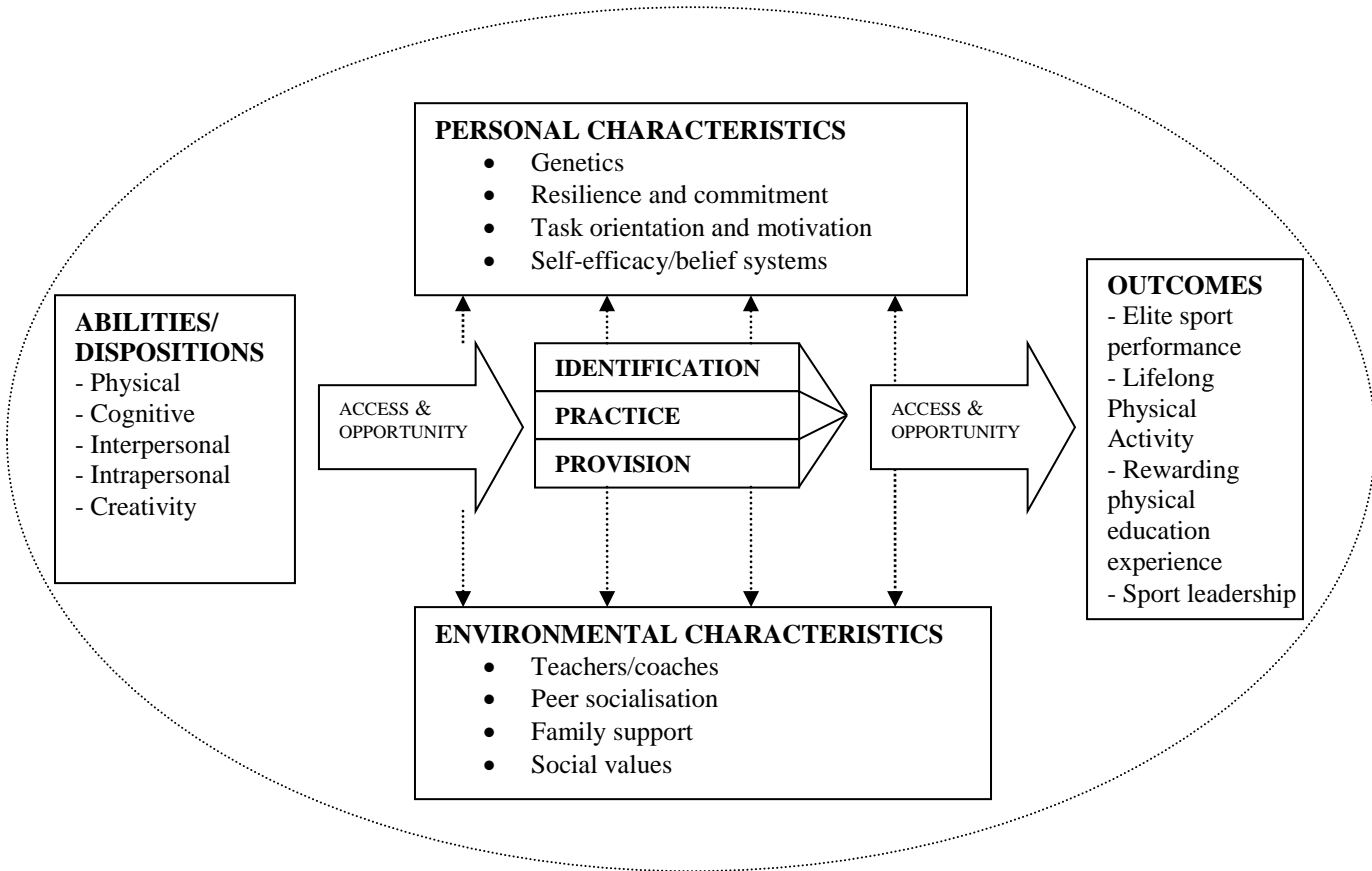 PERSONAL CHARACTERISTICS
• Genetics
• Resilience and commitment
• Task orientation and motivation
• Self-efficacy/belief systems
ABILITIES/
DISPOSITIONS
- Physical
- Cognitive
- Interpersonal
- Intrapersonal
- Creativity
ACCESS &
OPPORTUNITY
IDENTIFICATION
PRACTICE
PROVISION
ACCESS &
OPPORTUNITY
OUTCOMES
- Elite sport
performance
- Lifelong
Physical
Activity
- Rewarding
physical
education
experience
- Sport leadership
ENVIRONMENTAL CHARACTERISTICS
• Teachers/coaches
• Peer socialisation
• Family support
• Social values